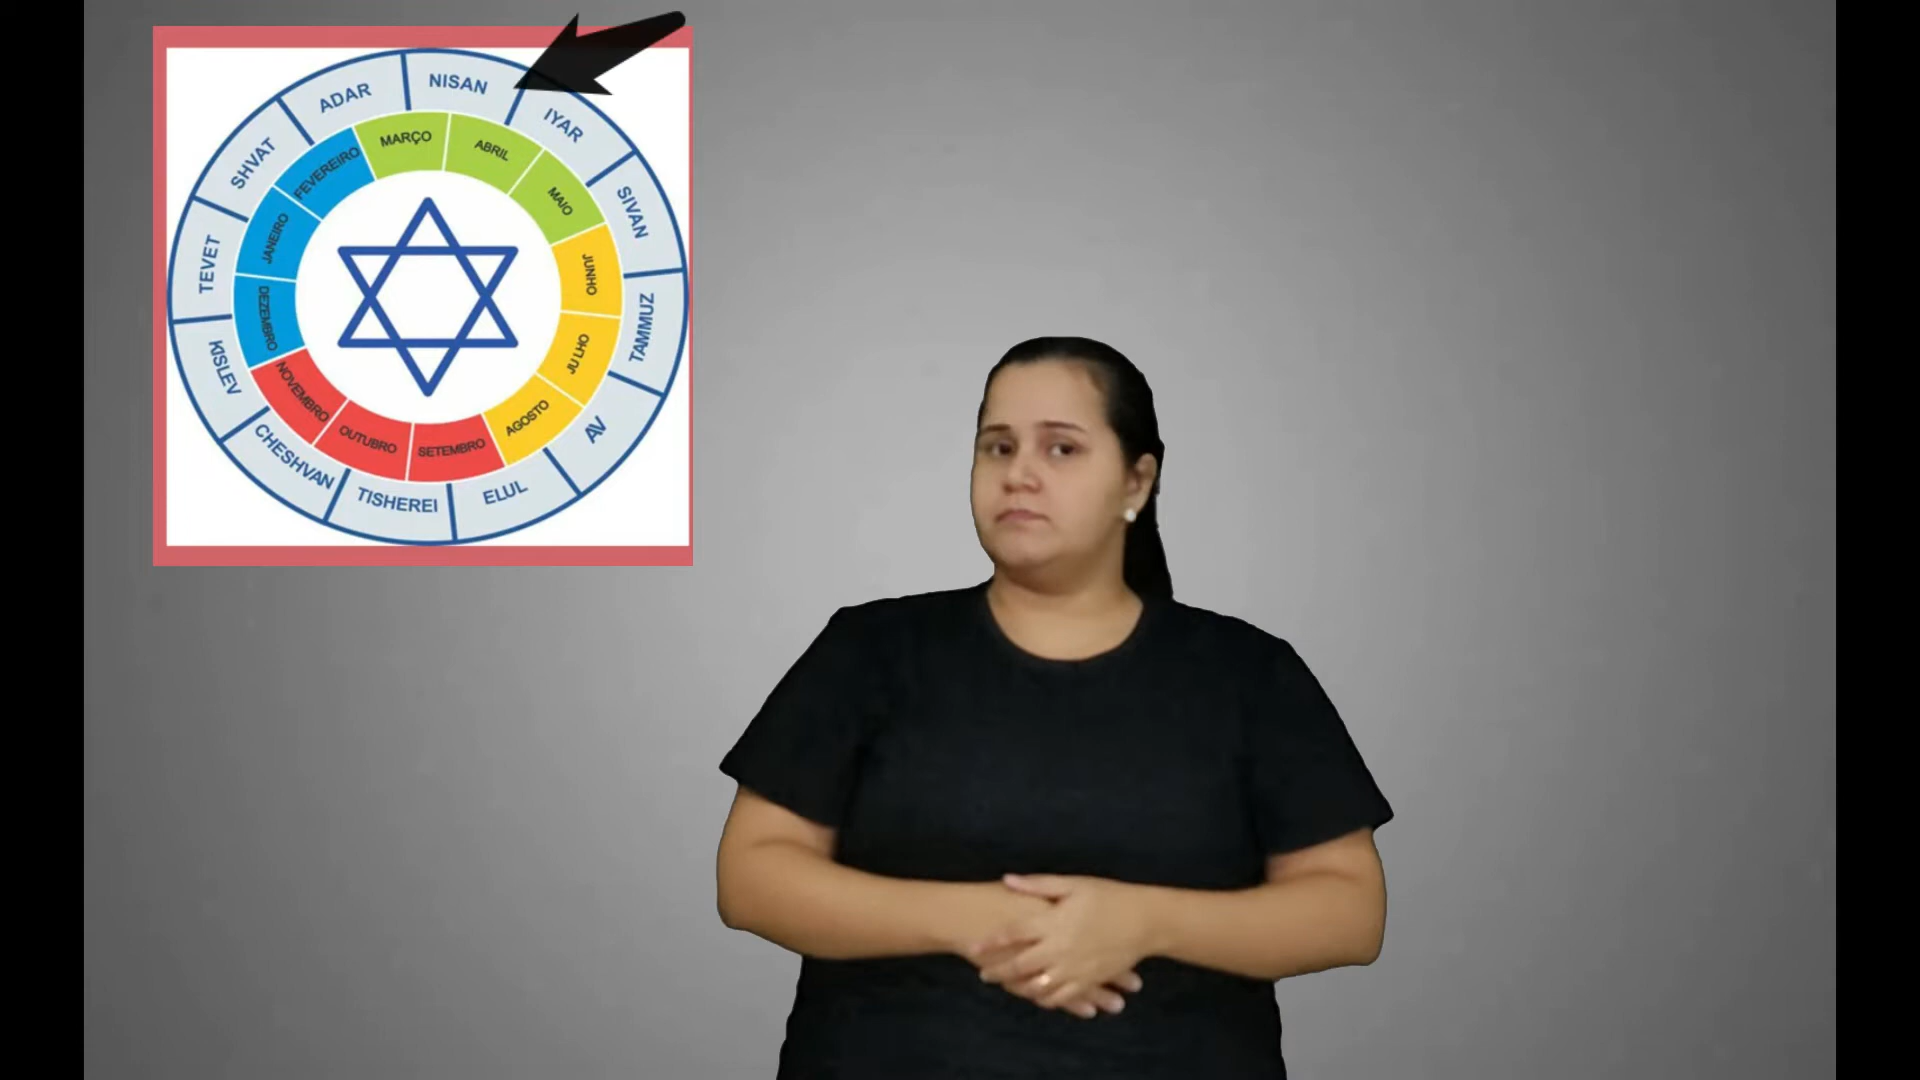 NISAN
IYAR
SIVAN
TAMMUZ
AV
ELUL
TISHEREI
CHESHVAN
KISLEV
TEVET
SHVAT
ADAR
MARÇO
ABRIL
MAIO
JUNHO
JULHO
AGOSTO
SETEMBRO
OUTUBRO
NOVEMBRO
DEZEMBRO
JANEIRO
FEVEREIRO